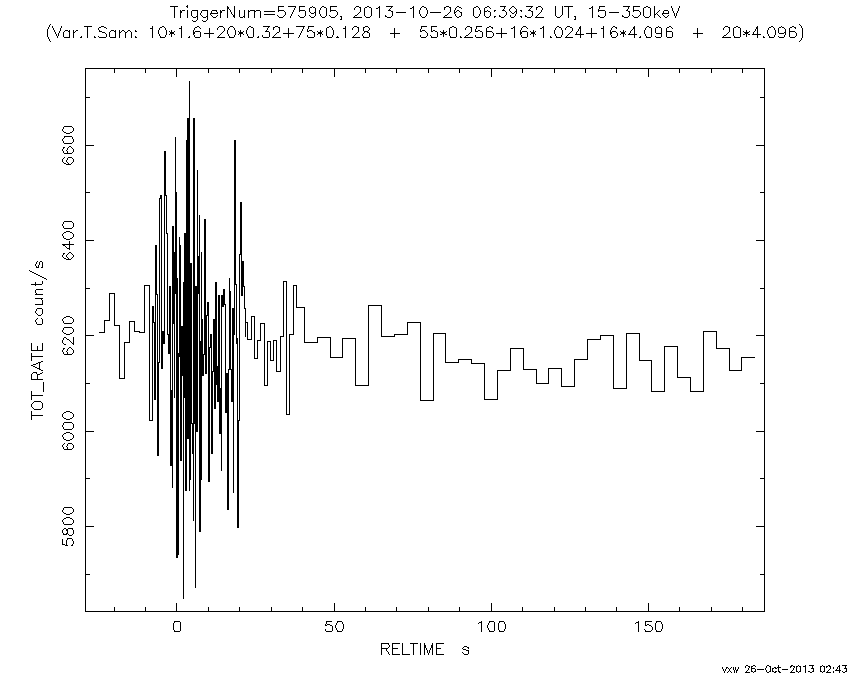 TriggerNum=575905, 2013-10-26 06:39:32 UT, 15-350keV
(Var.T.Sam: 10*1.6+20*0.32+75*0.128 + 55*0.256+16*1.024+16*4.096 + 20*4.096)
TOT_RATE count/s
6600
6400
6200
6000
5800
0 50 100 150
RELTIME s
vxw 26-Oct-2013 02:43